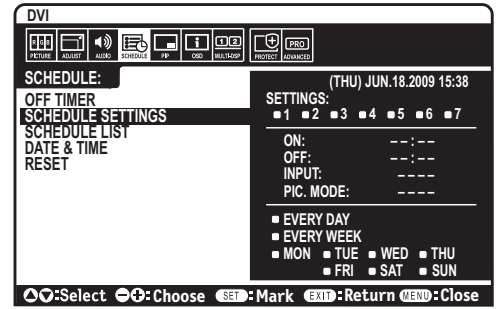 DVI
RGB
PICTURE ADJUST AUDIO SCHEDULE PIP OSD MULTI-DSP PROTECT ADVANCED
1 2 PRO
SCHEDULE:
OFF TIMER
SCHEDULE SETTINGS
SCHEDULE LIST
DATE & TIME
RESET
(THU) JUN.18.2009 15:38
SETTINGS:
1 2 3 4 5 6 7
ON: --:--
OFF: --:--
INPUT: ----
PIC. MODE: ----
EVERY DAY
EVERY WEEK
MON TUE WED THU
FRI SAT SUN
:Select :Choose SET :Mark EXIT :Return MENU :Close